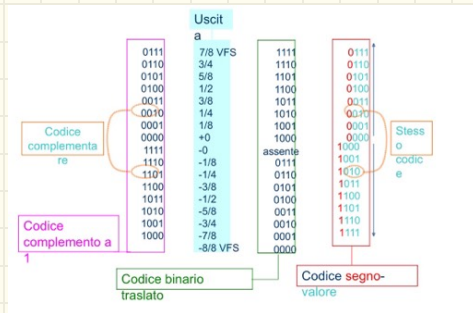 Uscit
a
0111 7/8 VFS 1111 0111
0110 3/4 1110 0110
0101 5/8 1101 0101
0100 1/2 1100 0100
0011 3/8 1011 0011
0010 1/4 1010 0010
0001 1/8 1001 0001
0000 +0 1000 0000
1111 -0 assente 1000
1110 -1/8 0111 1001
1101 -1/4 0110 1010
1100 -3/8 0101 1011
1011 -1/2 0100 1100
1010 -5/8 0011 1101
1001 -3/4 0010 1110
1000 -7/8 0001 1111
-8/8 VFS 0000
Codice
complementa
re
Stess
o
codic
e
Codice
complemento a
1
Codice binario
traslato
Codice segno-
valore